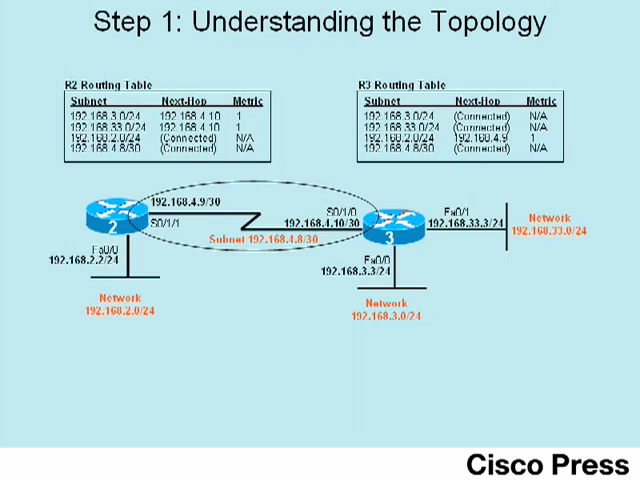 Step 1: Understanding the Topology
R2 Routing Table
Subnet Next-Hop Metric
192.168.3.0/24 192.168.4.10 1
192.168.33.0/24 192.168.4.10 1
192.168.2.0/24 (Connected) N/A
192.168.4.8/30 (Connected) N/A
R3 Routing Table
Subnet Next-Hop Metric
192.168.3.0/24 (Connected) N/A
192.168.33.0/24 (Connected) N/A
192.168.2.0/24 192.168.4.9 1
192.168.4.8/30 (Connected) N/A
192.168.4.9/30
S0/1/1
2
Fa0/0
192.168.2.2/24
Network
192.168.2.0/24
Subnet 192.168.4.8/30
S0/1/0
192.168.4.10/30
3
Fa0/1
192.168.33.3/24
Network
192.168.33.0/24
Fa0/0
192.168.3.3/24
Network
192.168.3.0/24
Cisco Press